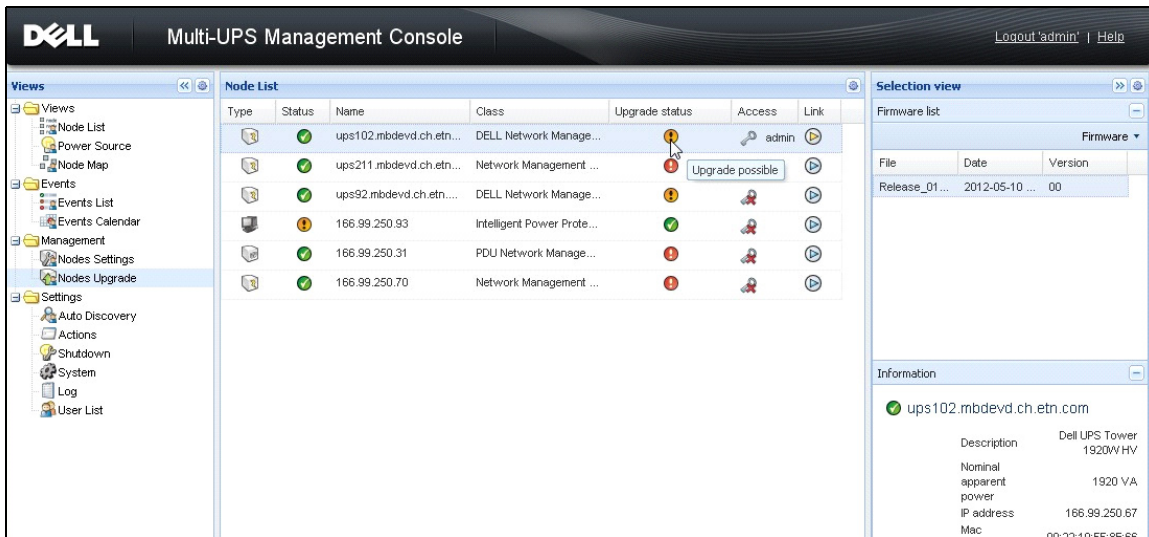 DELL
Multi-UPS Management Console
Logout 'admin' | Help
Views
Views
Node List
Power Source
Node Map
Events
Events List
Events Calendar
Management
Nodes Settings
Nodes Upgrade
Settings
Auto Discovery
Actions
Shutdown
System
Log
User List
Node List
Type Status Name Class Upgrade status Access Link
ups102.mbdevd.ch.etn... DELL Network Manage... admin
ups211.mbdevd.ch.etn... Network Management ...
Upgrade possible
ups92.mbdevd.ch.etn.... DELL Network Manage...
166.99.250.93 Intelligent Power Prote...
166.99.250.31 PDU Network Manage...
166.99.250.70 Network Management ...
Selection view
Firmware list
Firmware
File Date Version
Release_01... 2012-05-10 ... 00
Information
ups102.mbdevd.ch.etn.com
Description Dell UPS Tower
1920W HV
Nominal
apparent 1920 VA
power
IP address 166.99.250.67
Mac